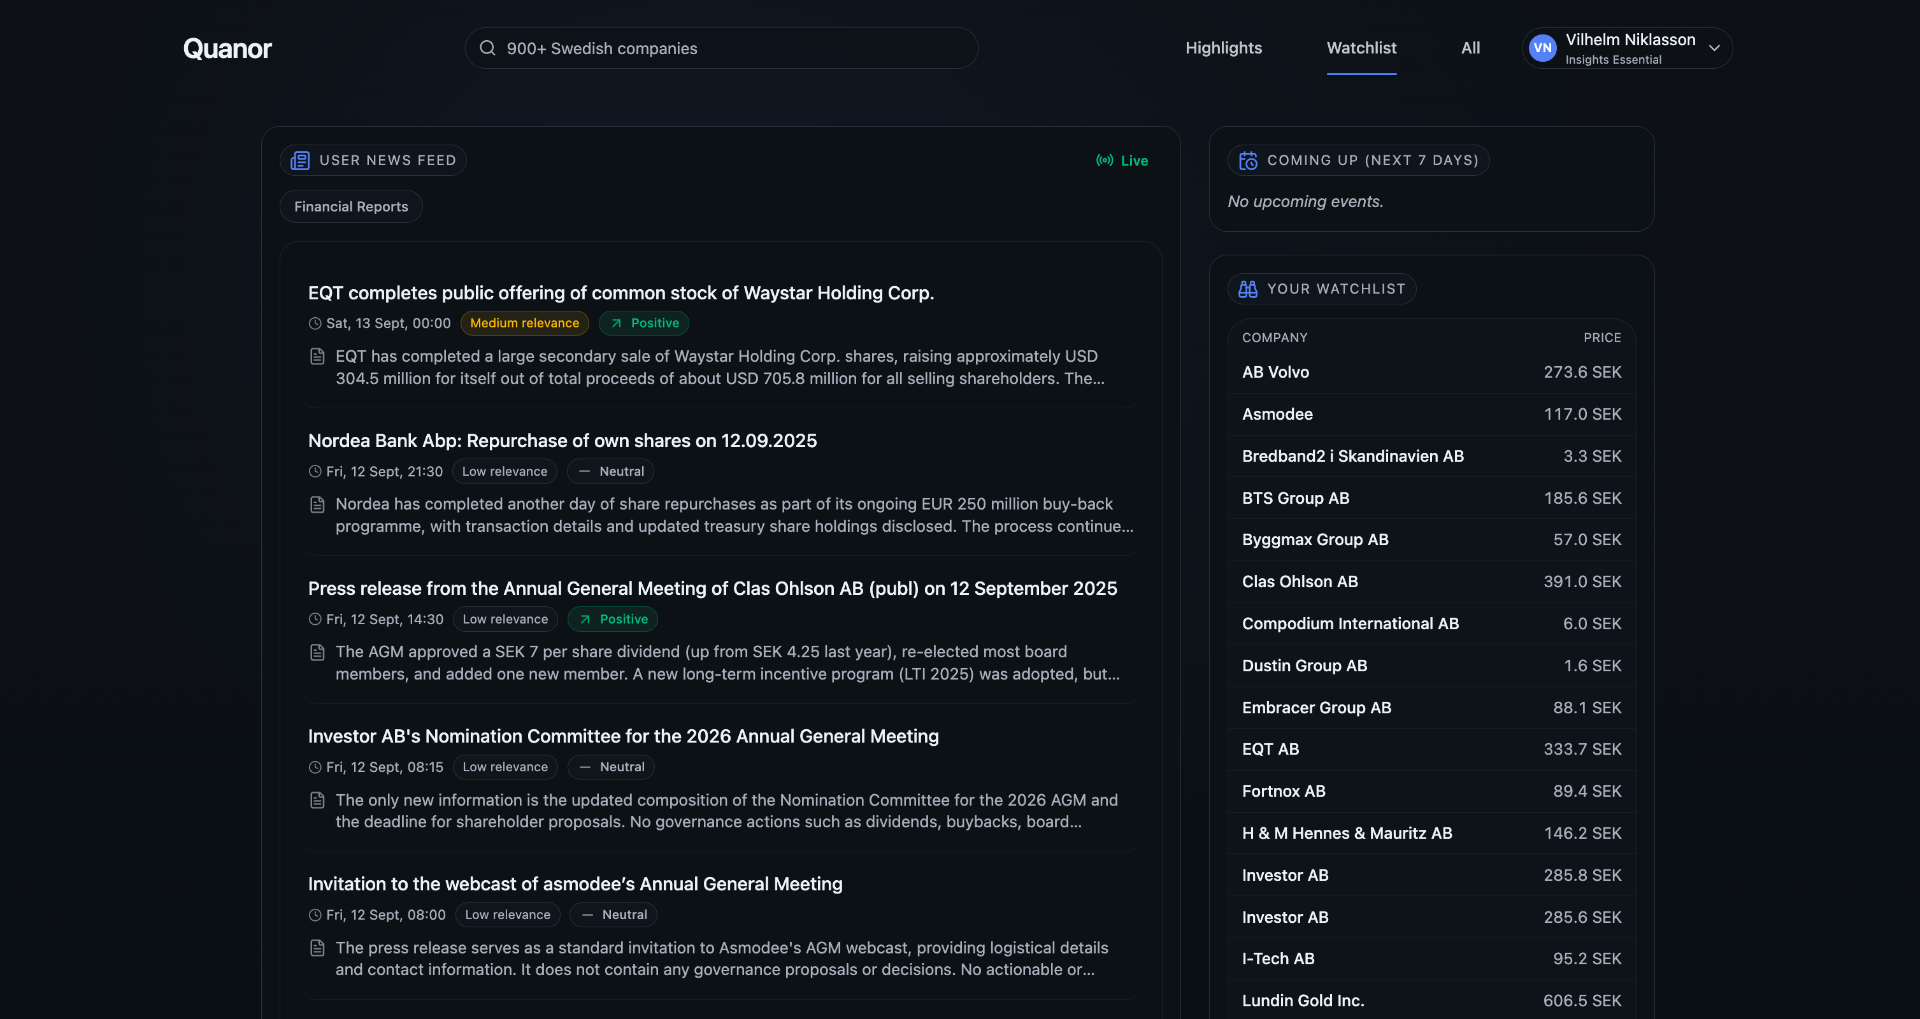 Quanor
900+ Swedish companies
Highlights
Watchlist
All
VN
Vilhelm Niklasson
Insights Essential
USER NEWS FEED
Live
Financial Reports
EQT completes public offering of common stock of Waystar Holding Corp.
Sat, 13 Sept, 00:00 Medium relevance Positive
EQT has completed a large secondary sale of Waystar Holding Corp. shares, raising approximately USD
304.5 million for itself out of total proceeds of about USD 705.8 million for all selling shareholders. The...
Nordea Bank Abp: Repurchase of own shares on 12.09.2025
Fri, 12 Sept, 21:30 Low relevance Neutral
Nordea has completed another day of share repurchases as part of its ongoing EUR 250 million buy-back
programme, with transaction details and updated treasury share holdings disclosed. The process continue...
Press release from the Annual General Meeting of Clas Ohlson AB (publ) on 12 September 2025
Fri, 12 Sept, 14:30 Low relevance Positive
The AGM approved a SEK 7 per share dividend (up from SEK 4.25 last year), re-elected most board
members, and added one new member. A new long-term incentive program (LTI 2025) was adopted, but...
Investor AB's Nomination Committee for the 2026 Annual General Meeting
Fri, 12 Sept, 08:15 Low relevance Neutral
The only new information is the updated composition of the Nomination Committee for the 2026 AGM and
the deadline for shareholder proposals. No governance actions such as dividends, buybacks, board...
Invitation to the webcast of asmodee’s Annual General Meeting
Fri, 12 Sept, 08:00 Low relevance Neutral
The press release serves as a standard invitation to Asmodee's AGM webcast, providing logistical details
and contact information. It does not contain any governance proposals or decisions. No actionable or...
COMING UP (NEXT 7 DAYS)
No upcoming events.
YOUR WATCHLIST
COMPANY PRICE
AB Volvo 273.6 SEK
Asmodee 117.0 SEK
Bredband2 i Skandinavien AB 3.3 SEK
BTS Group AB 185.6 SEK
Byggmax Group AB 57.0 SEK
Clas Ohlson AB 391.0 SEK
Compodium International AB 6.0 SEK
Dustin Group AB 1.6 SEK
Embracer Group AB 88.1 SEK
EQT AB 333.7 SEK
Fortnox AB 89.4 SEK
H & M Hennes & Mauritz AB 146.2 SEK
Investor AB 285.8 SEK
Investor AB 285.6 SEK
I-Tech AB 95.2 SEK
Lundin Gold Inc. 606.5 SEK